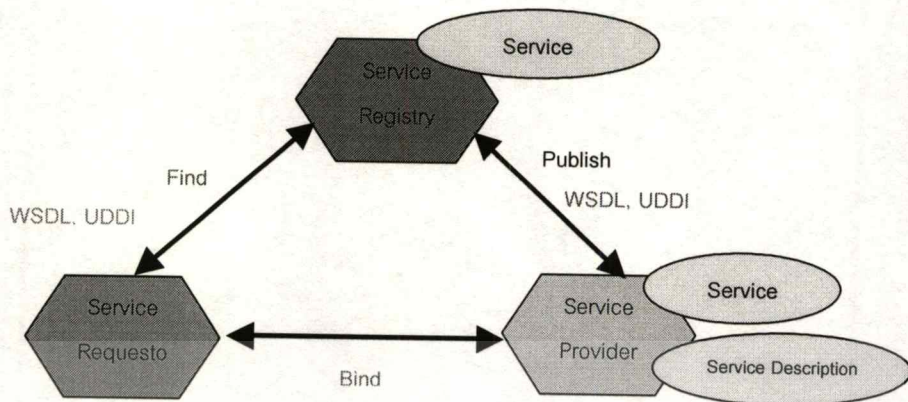 Service
Service
Registry
Find
Publish
WSDL, UDDI
WSDL, UDDI
Service
Requesto
Service
Provider
Service
Service Description
Bind